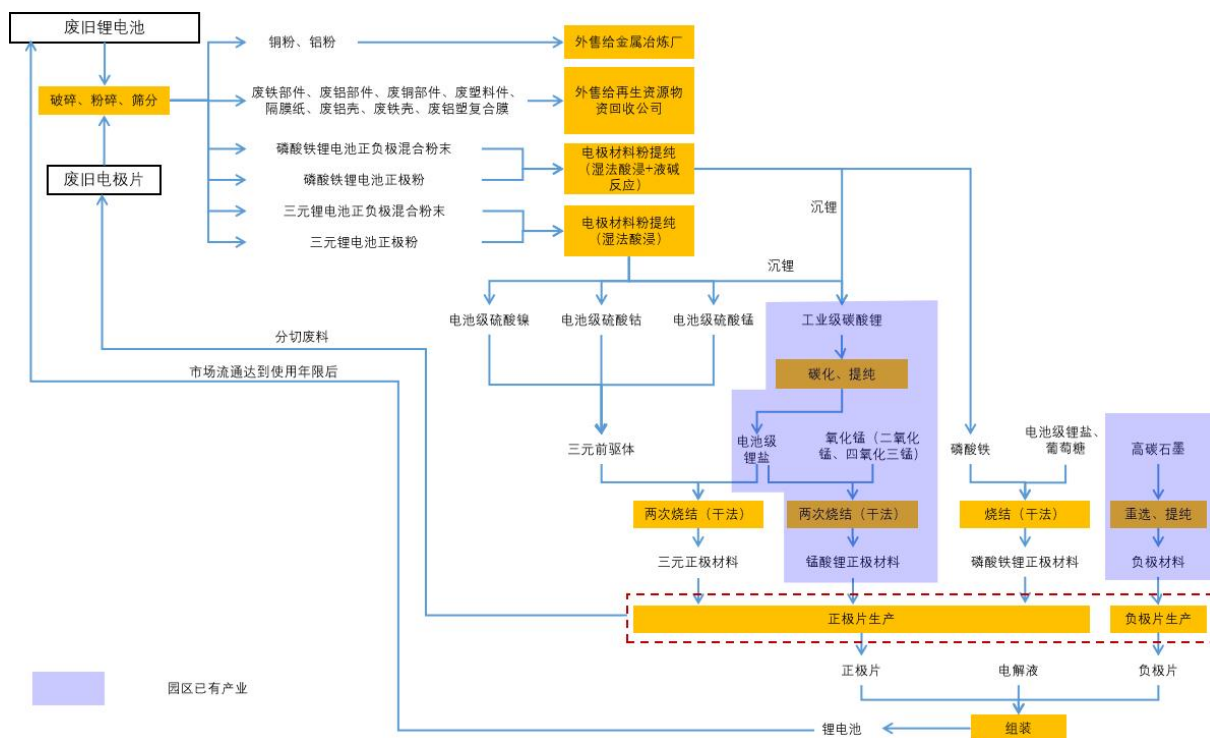 废旧锂电池
铜粉、铝粉
外售给金属冶炼厂
破碎、粉碎、筛分
废铁部件、废铝部件、废铜部件、废塑料件、
隔膜纸、废铝壳、废铁壳、废铝塑复合膜
外售给再生资源物
资回收公司
磷酸铁锂电池正负极混合粉末
磷酸铁锂电池正极粉
电极材料粉提纯
（湿法酸浸+液碱
反应）
废旧电极片
三元锂电池正负极混合粉末
三元锂电池正极粉
电极材料粉提纯
（湿法酸浸）
沉锂
沉锂
电池级硫酸镍
电池级硫酸钴
电池级硫酸锰
工业级碳酸锂
分切废料
市场流通达到使用年限后
碳化、提纯
三元前驱体
电池级
锂盐
氧化锰（二氧化
锰、四氧化三锰）
磷酸铁
电池级锂盐、
葡萄糖
高碳石墨
两次烧结（干法）
两次烧结（干法）
烧结（干法）
重选、提纯
三元正极材料
锰酸锂正极材料
磷酸铁锂正极材料
负极材料
正极片生产
负极片生产
正极片
电解液
负极片
园区已有产业
锂电池
组装